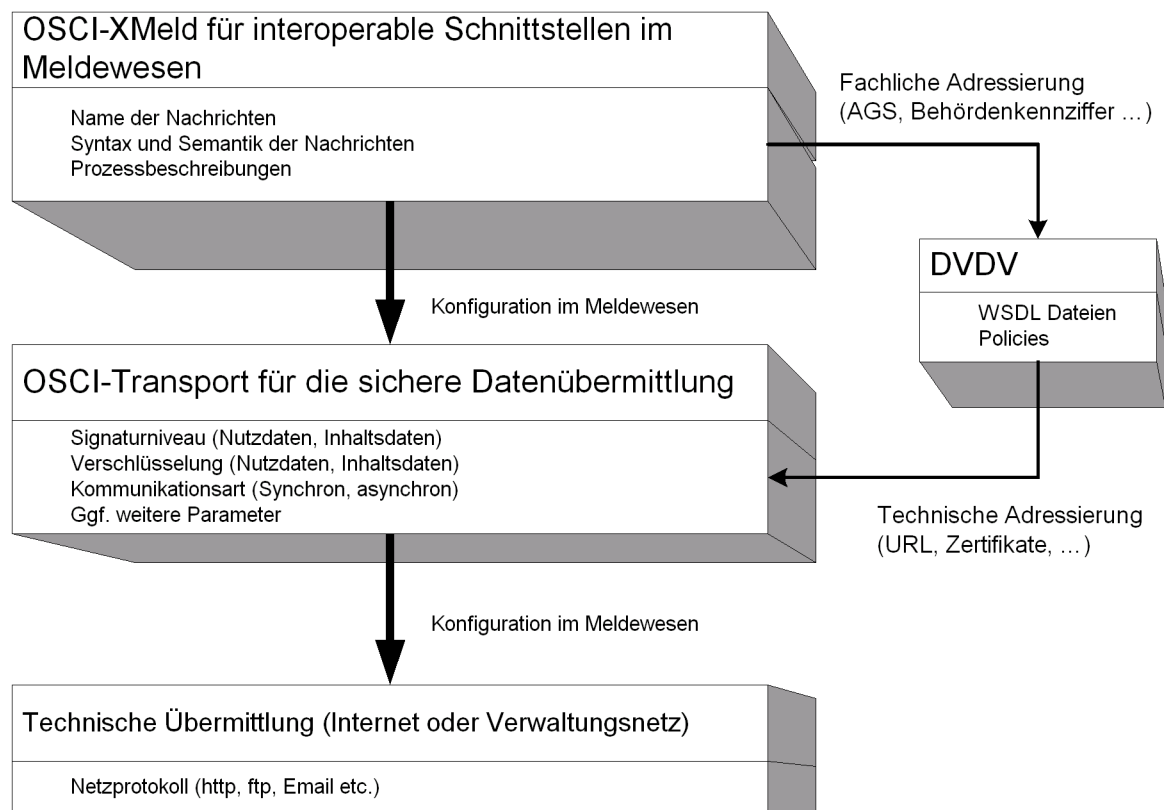 OSCI-XMeld für interoperable Schnittstellen im
Meldewesen
Name der Nachrichten
Syntax und Semantik der Nachrichten
Prozessbeschreibungen
Fachliche Adressierung
(AGS, Behördenkennziffer ...)
DVDV
WSDL Dateien
Policies
Konfiguration im Meldewesen
OSCI-Transport für die sichere Datenübermittlung
Signaturniveau (Nutzdaten, Inhaltsdaten)
Verschlüsselung (Nutzdaten, Inhaltsdaten)
Kommunikationsart (Synchron, asynchron)
Ggf. weitere Parameter
Technische Adressierung
(URL, Zertifikate, ...)
Konfiguration im Meldewesen
Technische Übermittlung (Internet oder Verwaltungsnetz)
Netzprotokoll (http, ftp, Email etc.)